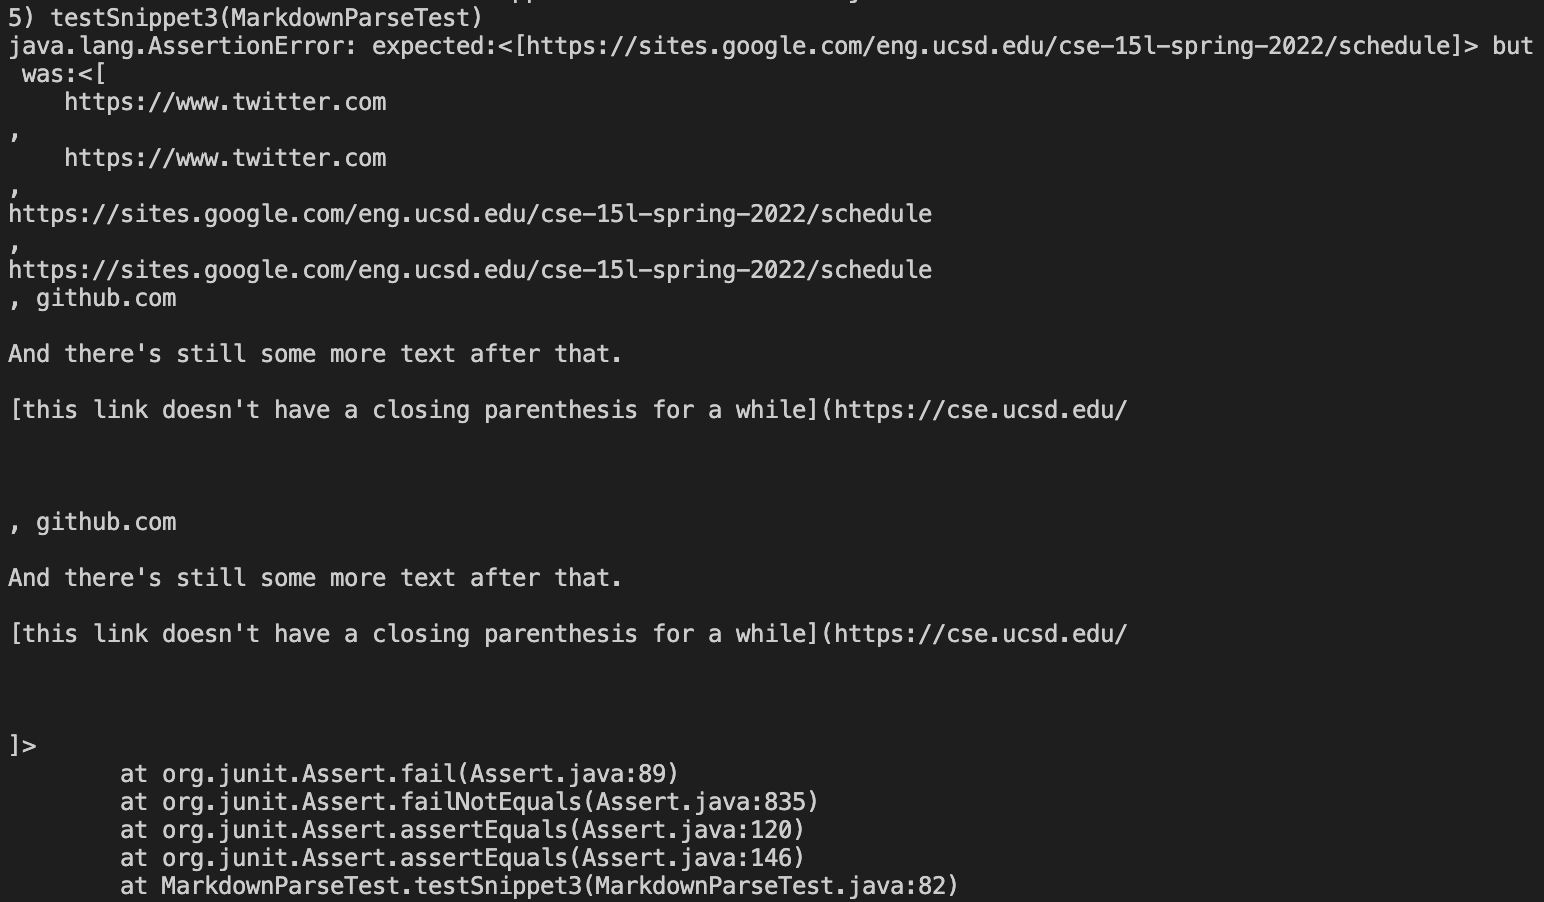 5) testSnippet3(MarkdownParseTest)
java.lang.AssertionError: expected:<[https://sites.google.com/eng.ucsd.edu/cse-15l-spring-2022/schedule]> but
 was:<[
    https://www.twitter.com
,
    https://www.twitter.com
,
https://sites.google.com/eng.ucsd.edu/cse-15l-spring-2022/schedule
,
https://sites.google.com/eng.ucsd.edu/cse-15l-spring-2022/schedule
, github.com

And there's still some more text after that.

[this link doesn't have a closing parenthesis for a while](https://cse.ucsd.edu/



, github.com

And there's still some more text after that.

[this link doesn't have a closing parenthesis for a while](https://cse.ucsd.edu/



]>
        at org.junit.Assert.fail(Assert.java:89)
        at org.junit.Assert.failNotEquals(Assert.java:835)
        at org.junit.Assert.assertEquals(Assert.java:120)
        at org.junit.Assert.assertEquals(Assert.java:146)
        at MarkdownParseTest.testSnippet3(MarkdownParseTest.java:82)